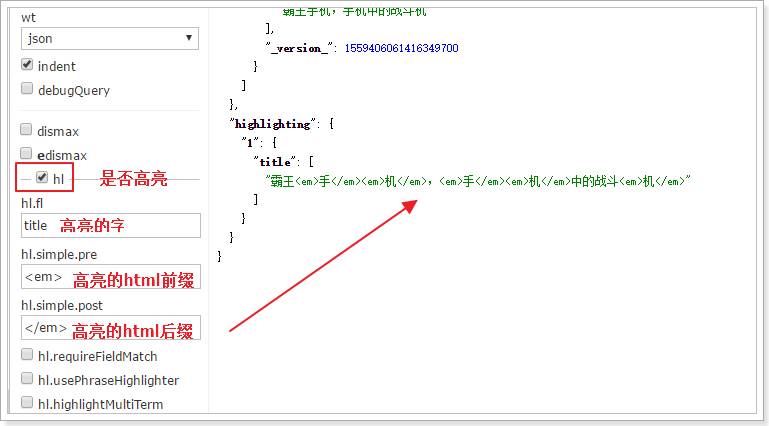 wt
json
indent
debugQuery
dismax
edismax
hl 是否高亮
hl.fl
title 高亮的字
hl.simple.pre
<em> 高亮的html前缀
hl.simple.post
</em> 高亮的html后缀
hl.requireFieldMatch
hl.usePhraseHighlighter
hl.highlightMultiTerm
"霸王手机，手机中的战斗机"
],
"_version_": 1559406061416349700
}
]
},
"highlighting": {
"1": {
"title": [
"霸王<em>手</em><em>机</em>，<em>手</em><em>机</em>中的战斗<em>机</em>"
]
}
}
}